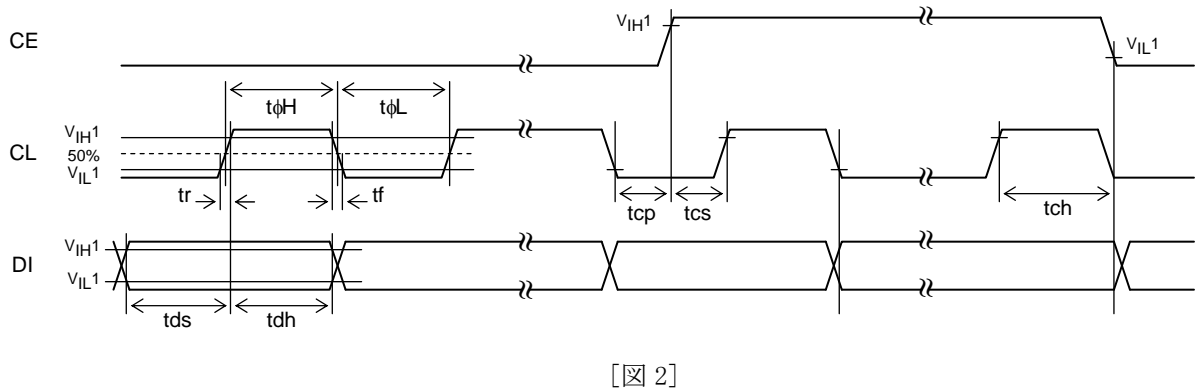 CE
VIH1
VIL1
tφH
tφL
VIH1
50%
VIL1
CL
tr
tf
tcp
tcs
tch
VIH1
VIL1
DI
tds
tdh
[図 2]